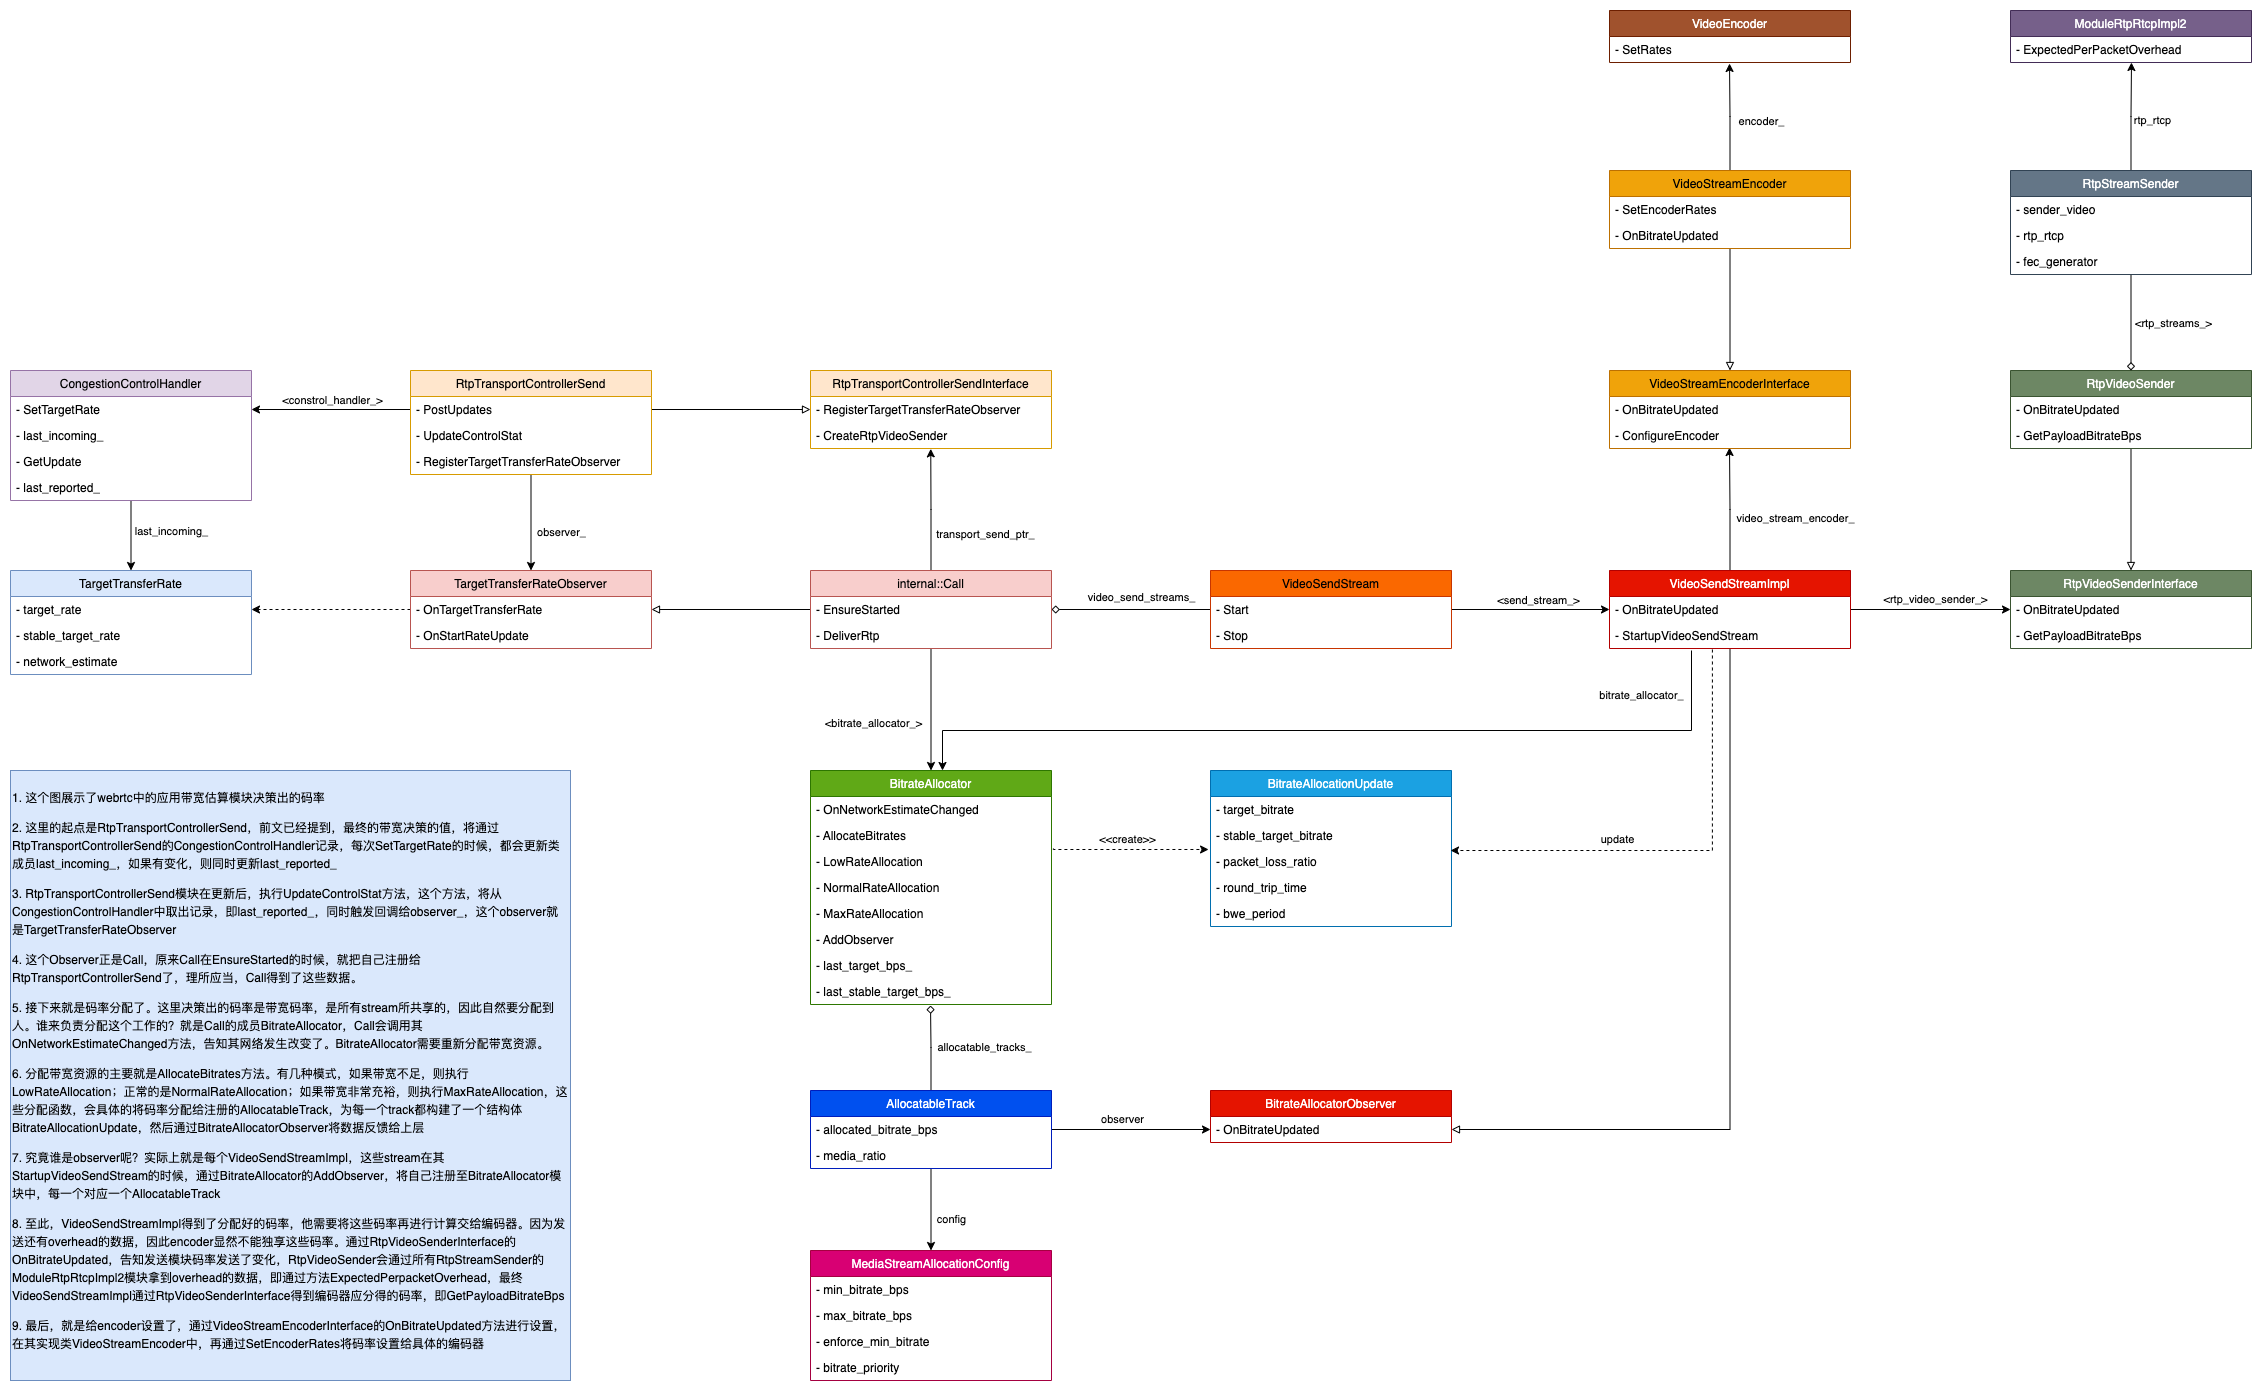 VideoEncoder
- SetRates
ModuleRtpRtcpImpl2
- ExpectedPerPacketOverhead
encoder_
rtp_rtcp
VideoStreamEncoder
- SetEncoderRates
- OnBitrateUpdated
RtpStreamSender
- sender_video
- rtp_rtcp
- fec_generator
<rtp_streams_>
CongestionControlHandler
- SetTargetRate
- last_incoming_
- GetUpdate
- last_reported_
<constrol_handler_>
RtpTransportControllerSend
- PostUpdates
- UpdateControlStat
- RegisterTargetTransferRateObserver
RtpTransportControllerSendInterface
- RegisterTargetTransferRateObserver
- CreateRtpVideoSender
VideoStreamEncoderInterface
- OnBitrateUpdated
- ConfigureEncoder
RtpVideoSender
- OnBitrateUpdated
- GetPayloadBitrateBps
last_incoming_
observer_
transport_send_ptr_
video_stream_encoder_
TargetTransferRate
- target_rate
- stable_target_rate
- network_estimate
TargetTransferRateObserver
- OnTargetTransferRate
- OnStartRateUpdate
internal::Call
- EnsureStarted
- DeliverRtp
video_send_streams_
VideoSendStream
- Start
- Stop
<send_stream_>
VideoSendStreamImpl
- OnBitrateUpdated
- StartupVideoSendStream
<rtp_video_sender_>
RtpVideoSenderInterface
- OnBitrateUpdated
- GetPayloadBitrateBps
<bitrate_allocator_>
bitrate_allocator_
BitrateAllocator
- OnNetworkEstimateChanged
- AllocateBitrates
- LowRateAllocation
- NormalRateAllocation
- MaxRateAllocation
- AddObserver
- last_target_bps_
- last_stable_target_bps_
<<create>>
BitrateAllocationUpdate
- target_bitrate
- stable_target_bitrate
- packet_loss_ratio
- round_trip_time
- bwe_period
update
allocatable_tracks_
AllocatableTrack
- allocated_bitrate_bps
- media_ratio
observer
BitrateAllocatorObserver
- OnBitrateUpdated
config
MediaStreamAllocationConfig
- min_bitrate_bps
- max_bitrate_bps
- enforce_min_bitrate
- bitrate_priority
1. 这个图展示了webrtc中的应用带宽估算模块决策出的码率
2. 这里的起点是RtpTransportControllerSend，前文已经提到，最终的带宽决策的值，将通过
RtpTransportControllerSend的CongestionControlHandler记录，每次SetTargetRate的时候，都会更新类
成员last_incoming_，如果有变化，则同时更新last_reported_
3. RtpTransportControllerSend模块在更新后，执行UpdateControlStat方法，这个方法，将从
CongestionControlHandler中取出记录，即last_reported_，同时触发回调给observer_，这个observer就
是TargetTransferRateObserver
4. 这个Observer正是Call，原来Call在EnsureStarted的时候，就把自己注册给
RtpTransportControllerSend了，理所应当，Call得到了这些数据。
5. 接下来就是码率分配了。这里决策出的码率是带宽码率，是所有stream所共享的，因此自然要分配到
人。谁来负责分配这个工作的？就是Call的成员BitrateAllocator，Call会调用其
OnNetworkEstimateChanged方法，告知其网络发生改变了。BitrateAllocator需要重新分配带宽资源。
6. 分配带宽资源的主要就是AllocateBitrates方法。有几种模式，如果带宽不足，则执行
LowRateAllocation；正常的是NormalRateAllocation；如果带宽非常充裕，则执行MaxRateAllocation，这
些分配函数，会具体的将码率分配给注册的AllocatableTrack，为每一个track都构建了一个结构体
BitrateAllocationUpdate，然后通过BitrateAllocatorObserver将数据反馈给上层
7. 究竟谁是observer呢？实际上就是每个VideoSendStreamImpl，这些stream在其
StartupVideoSendStream的时候，通过BitrateAllocator的AddObserver，将自己注册至BitrateAllocator模
块中，每一个对应一个AllocatableTrack
8. 至此，VideoSendStreamImpl得到了分配好的码率，他需要将这些码率再进行计算交给编码器。因为发
送还有overhead的数据，因此encoder显然不能独享这些码率。通过RtpVideoSenderInterface的
OnBitrateUpdated，告知发送模块码率发送了变化，RtpVideoSender会通过所有RtpStreamSender的
ModuleRtpRtcpImpl2模块拿到overhead的数据，即通过方法ExpectedPerpacketOverhead，最终
VideoSendStreamImpl通过RtpVideoSenderInterface得到编码器应分得的码率，即GetPayloadBitrateBps
9. 最后，就是给encoder设置了，通过VideoStreamEncoderInterface的OnBitrateUpdated方法进行设置，
在其实现类VideoStreamEncoder中，再通过SetEncoderRates将码率设置给具体的编码器